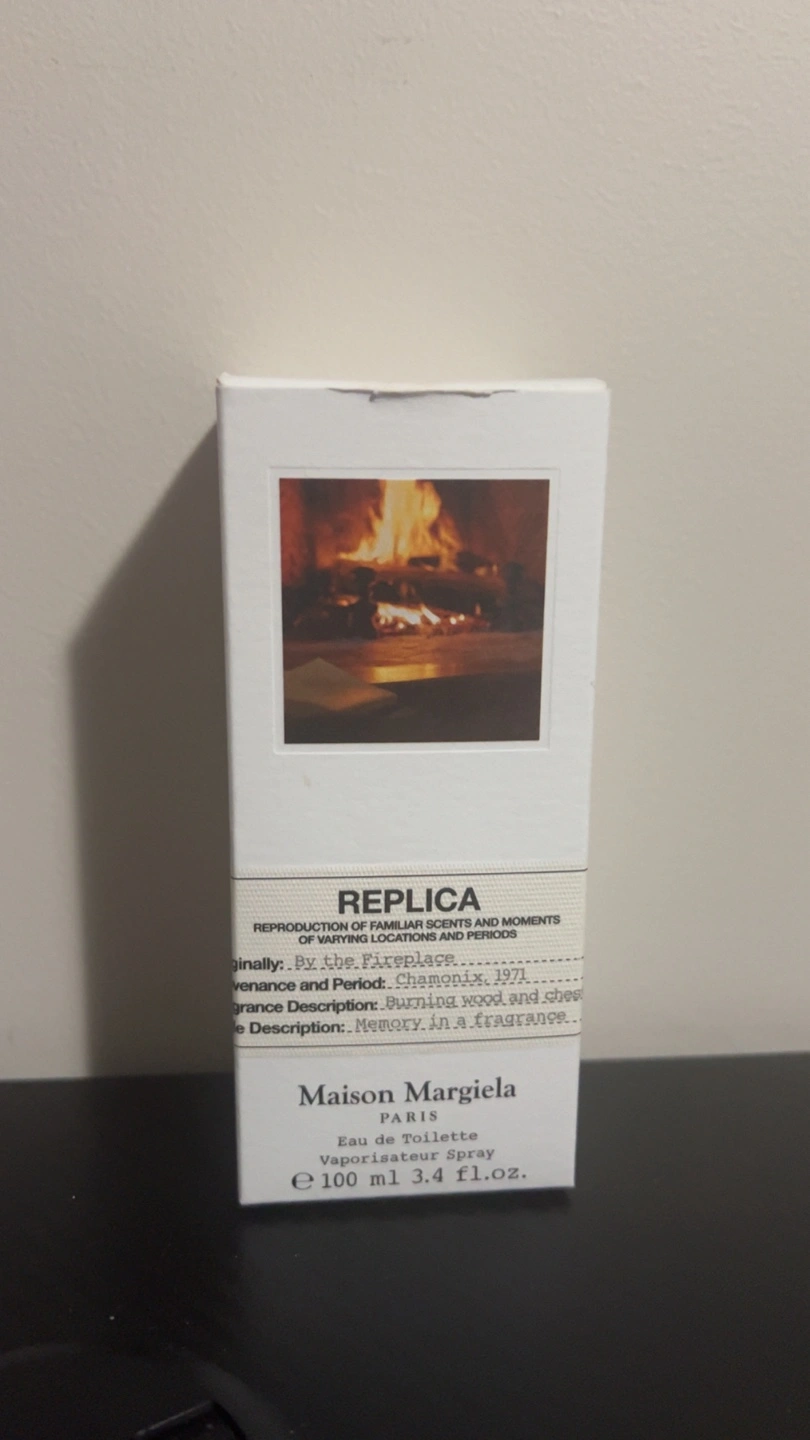 REPLICA
REPRODUCTION OF FAMILIAR SCENTS AND MOMENTS
OF VARYING LOCATIONS AND PERIODS
ginally: By the Fireplace
venance and Period: Chamonix, 1971
grance Description: Burning wood and ches
e Description: Memory in a fragrance
Maison Margiela
PARIS
Eau de Toilette
Vaporisateur Spray
℮ 100 ml 3.4 fl.oz.